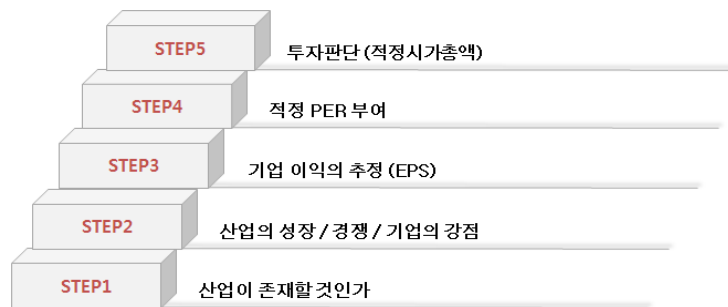 STEP5 투자판단 (적정시가총액)
STEP4 적정 PER 부여
STEP3 기업 이익의 추정 (EPS)
STEP2 산업의 성장 / 경쟁 / 기업의 강점
STEP1 산업이 존재할것인가